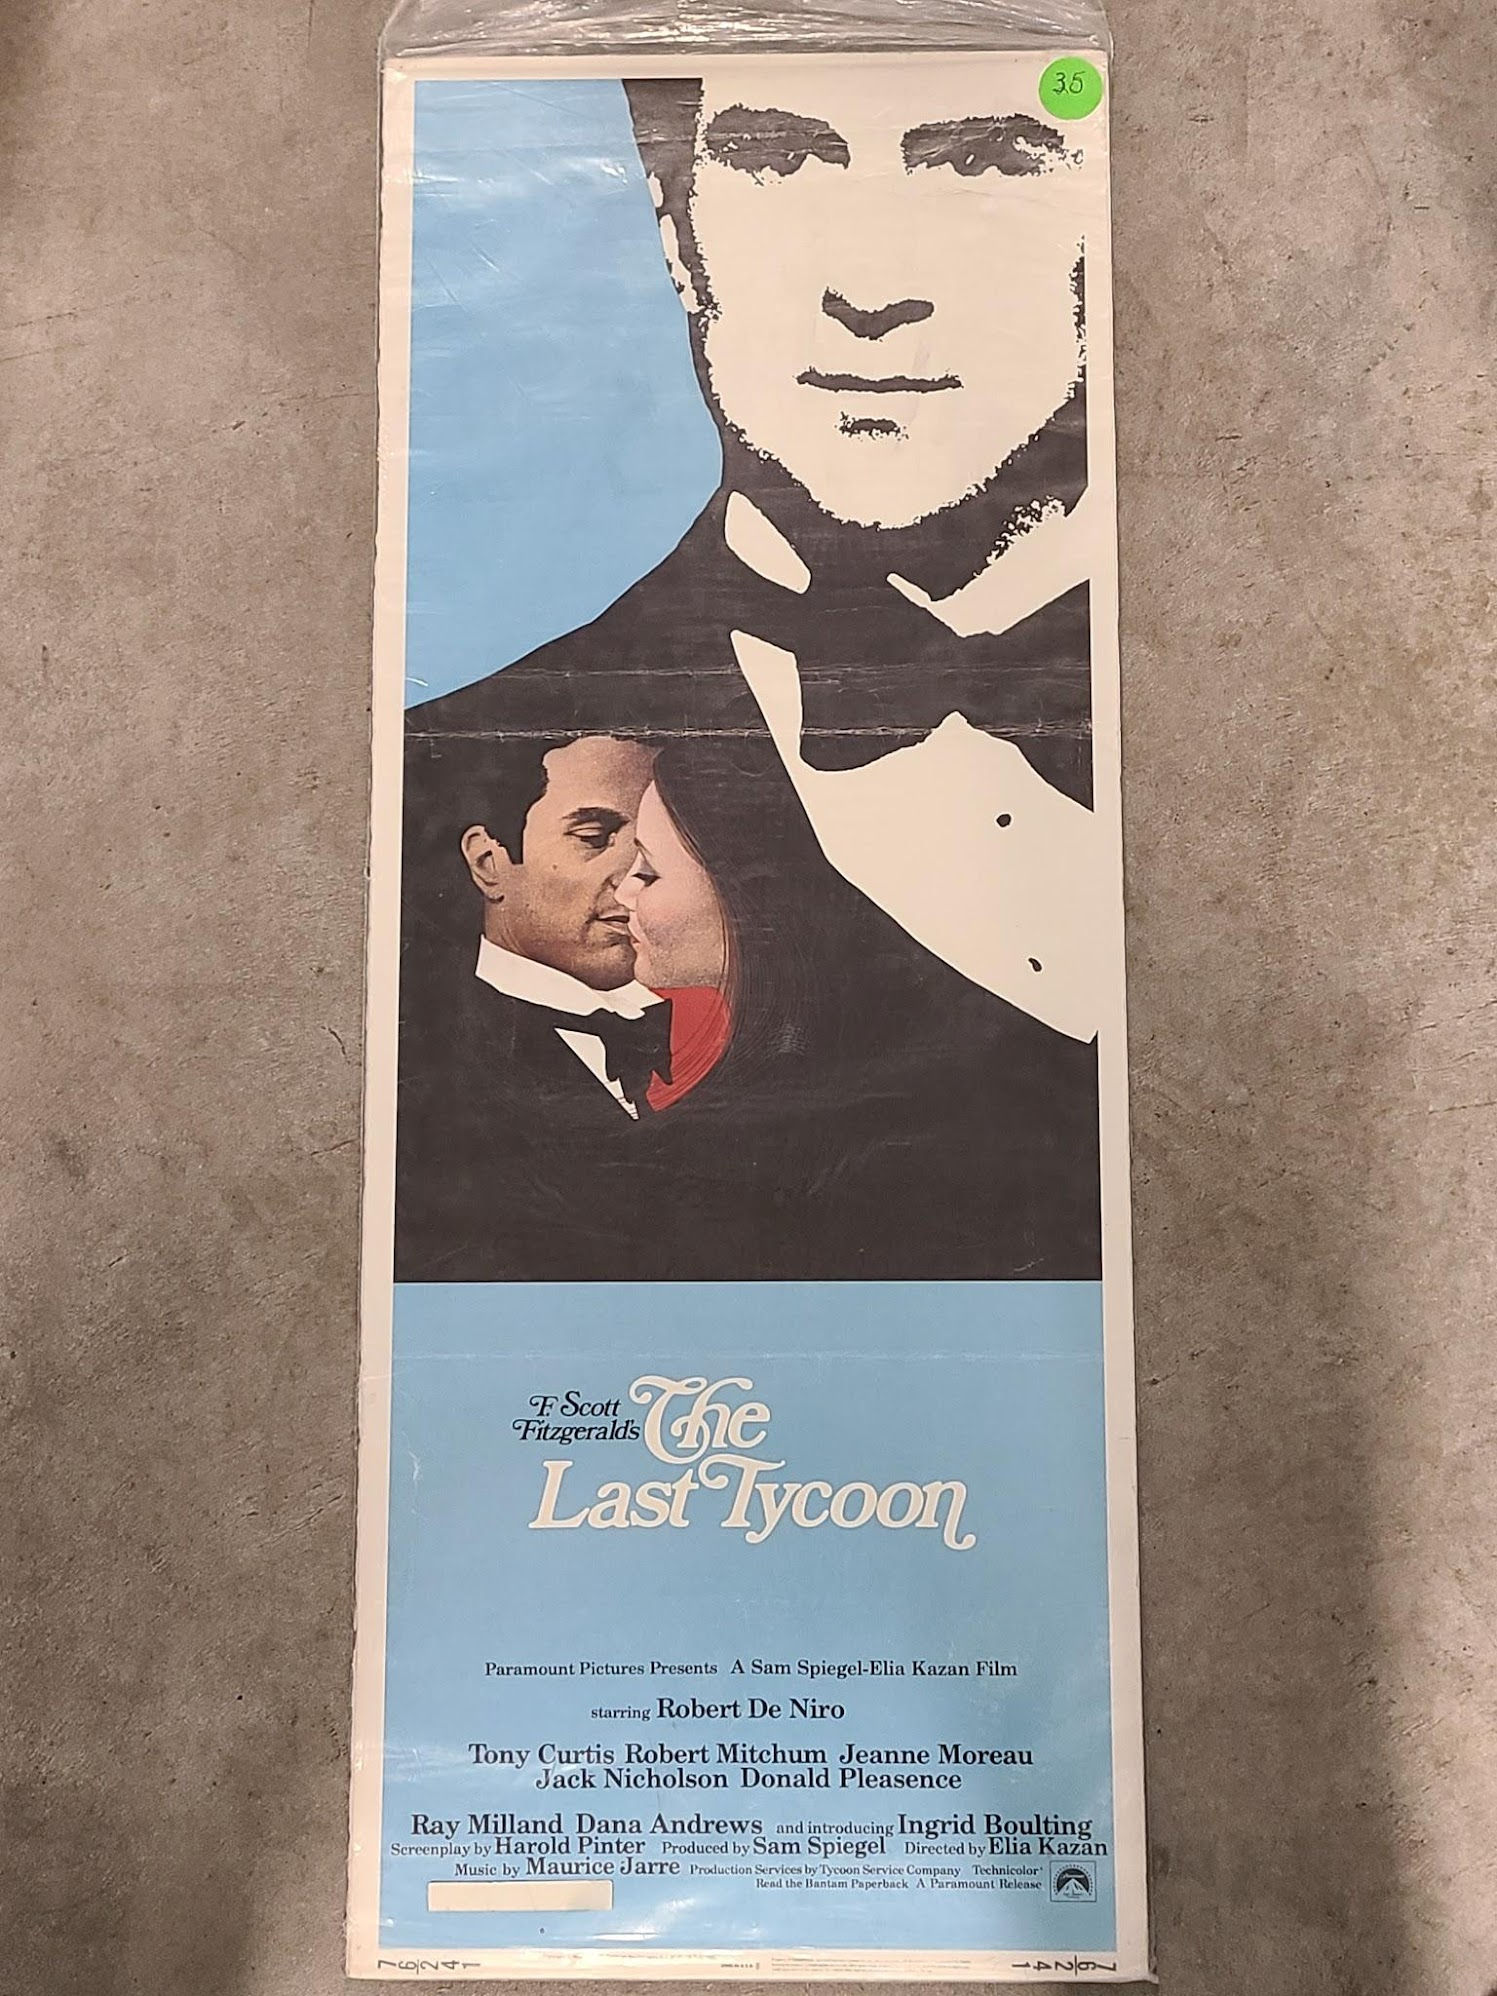 35
F. Scott
Fitzgerald's
The
Last Tycoon
Paramount Pictures Presents A Sam Spiegel-Elia Kazan Film
starring Robert De Niro
Tony Curtis Robert Mitchum Jeanne Moreau
Jack Nicholson Donald Pleasence
Ray Milland Dana Andrews and introducing Ingrid Boulting
Screenplay by Harold Pinter Produced by Sam Spiegel Directed by Elia Kazan
Music by Maurice Jarre Production Services by Tycoon Service Company Technicolor®
Read the Bantam Paperback A Paramount Release
76/241
76/241